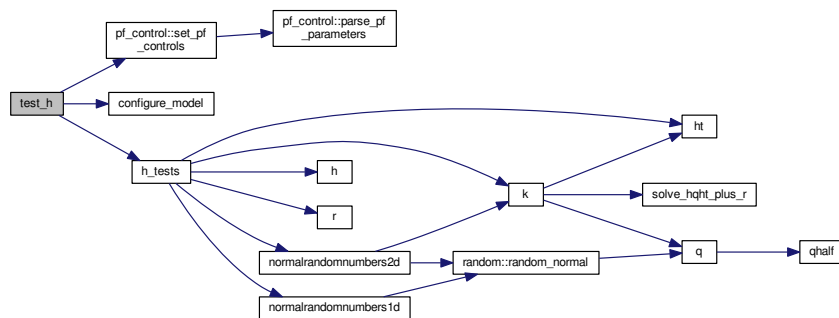 pf_control::set_pf
_controls
pf_control::parse_pf
_parameters
test_h
configure_model
h_tests
h
r
normalrandomnumbers2d
normalrandomnumbers1d
k
random::random_normal
ht
solve_hqht_plus_r
q
qhalf